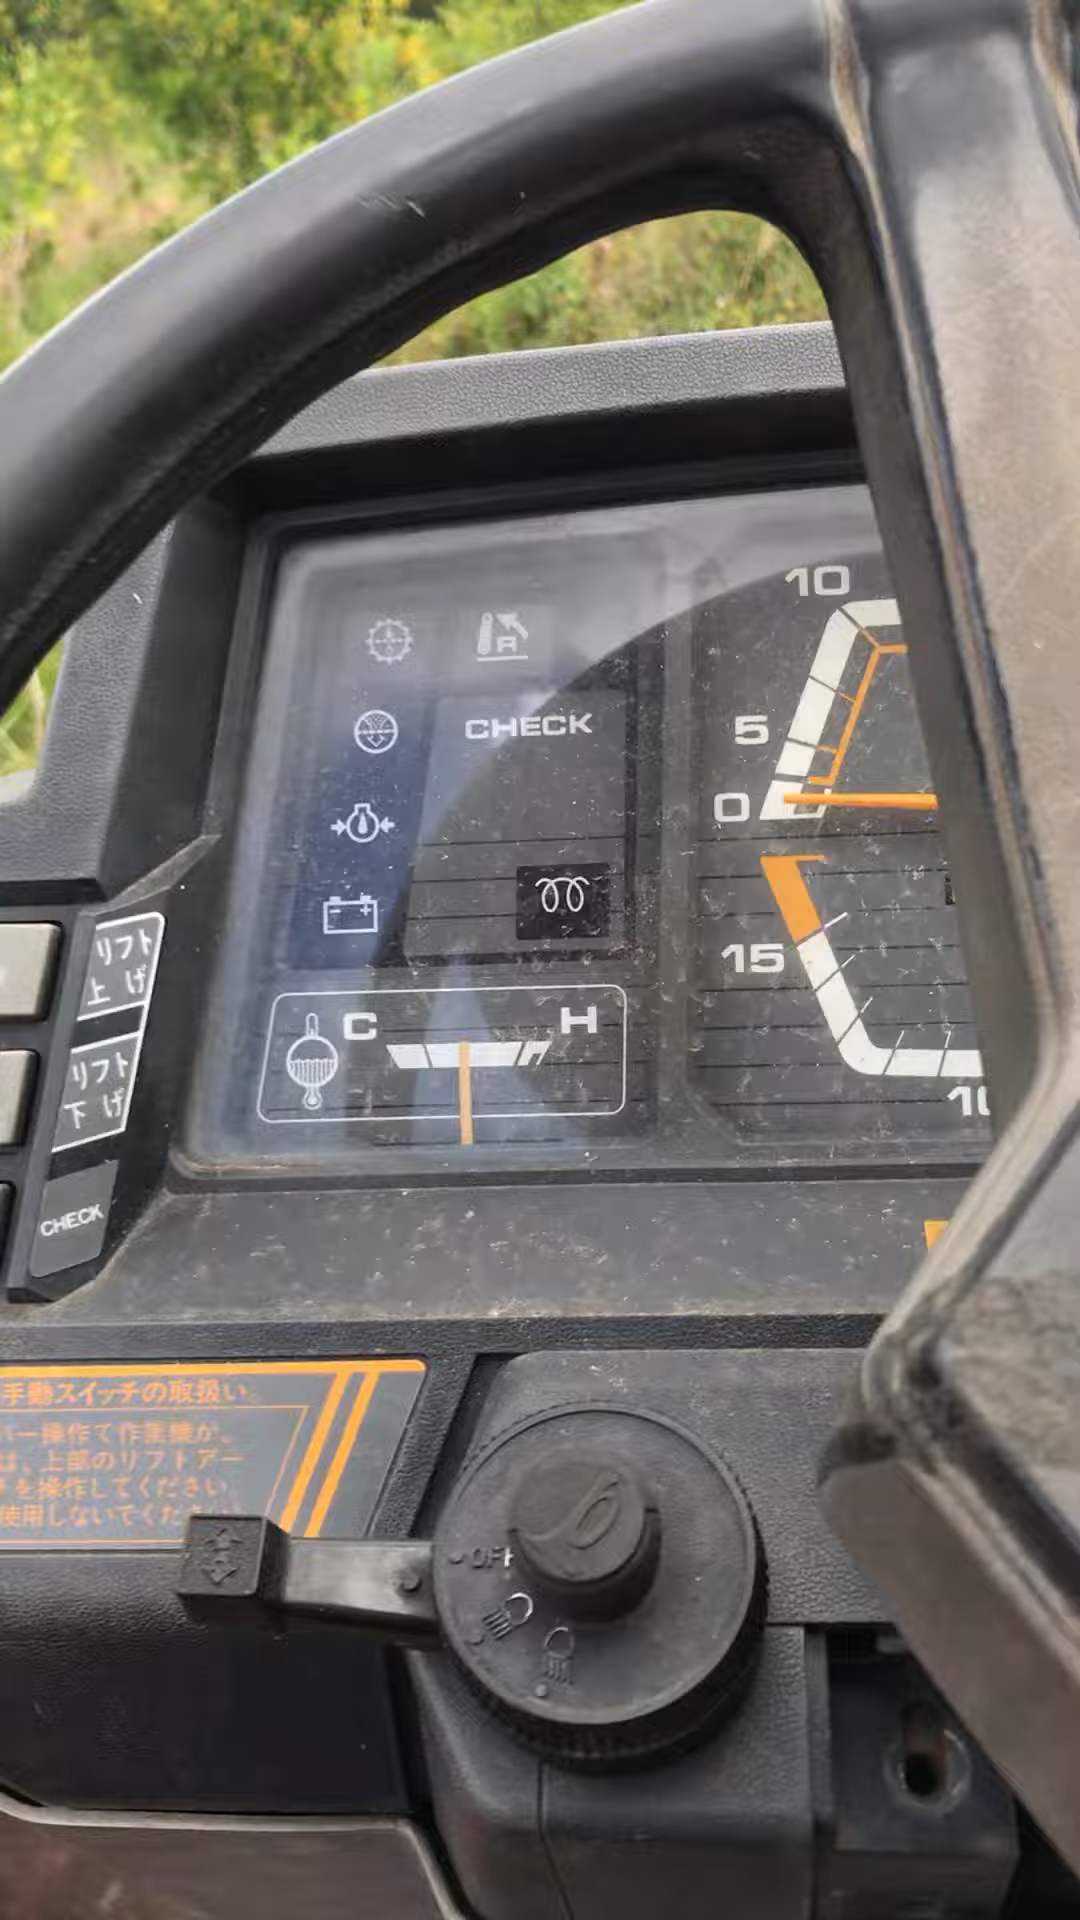 10
A
5
CHECK
0
15
C
H
リフト
上げ
リフト
下げ
CHECK
手動スイッチの取扱い
バー操作で作業機が、
は、上部のリフトアー
を操作してください
使用しないでくだ
OFF